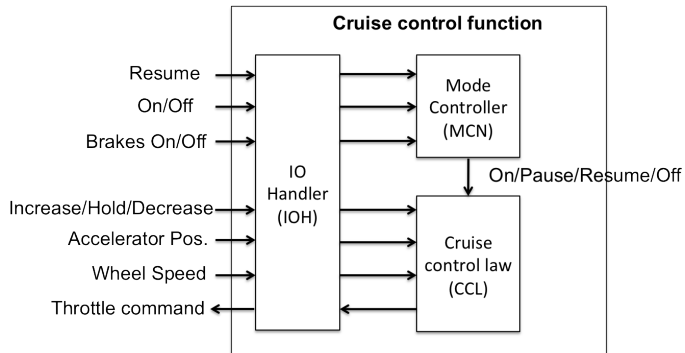 Cruise control function
Resume
On/Off
Brakes On/Off
Increase/Hold/Decrease
Accelerator Pos.
Wheel Speed
Throttle command
IO
Handler
(IOH)
Mode
Controller
(MCN)
On/Pause/Resume/Off
Cruise
control law
(CCL)